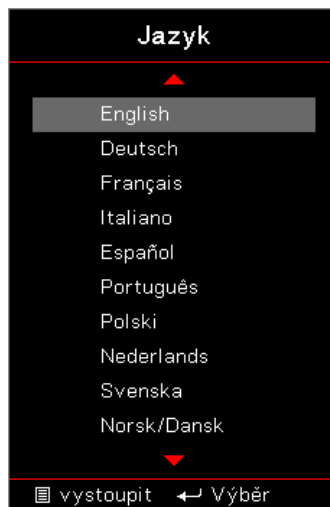 Jazyk
English
Deutsch
Français
Italiano
Español
Português
Polski
Nederlands
Svenska
Norsk/Dansk
vystoupit Výběr